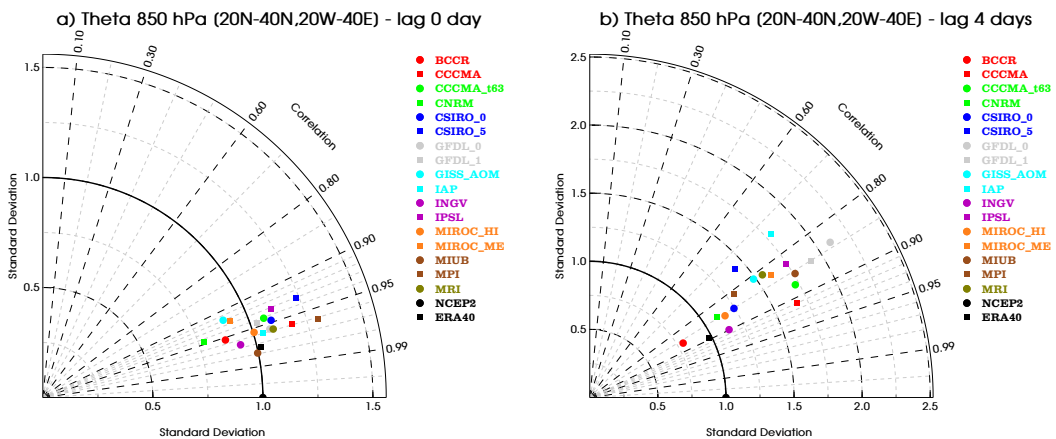 a) Theta 850 hPa [20N-40N,20W-40E] - lag 0 day
0.10
0.30
0.60
0.80
0.90
0.95
0.99
Correlation
1.5
1.0
0.5
Standard Deviation
0.5
1.0
1.5
Standard Deviation
BCCR
CCCMA
CCCMA_t63
CNRM
CSIRO_0
CSIRO_5
GFDL_0
GFDL_1
GISS_AOM
IAP
INGV
IPSL
MIROC_HI
MIROC_ME
MIUB
MPI
MRI
NCEP2
ERA40
b) Theta 850 hPa [20N-40N,20W-40E] - lag 4 days
0.10
0.30
0.60
0.80
0.90
0.95
0.99
Correlation
2.5
2.0
1.5
1.0
0.5
Standard Deviation
0.5
1.0
1.5
2.0
2.5
Standard Deviation
BCCR
CCCMA
CCCMA_t63
CNRM
CSIRO_0
CSIRO_5
GFDL_0
GFDL_1
GISS_AOM
IAP
INGV
IPSL
MIROC_HI
MIROC_ME
MIUB
MPI
MRI
NCEP2
ERA40